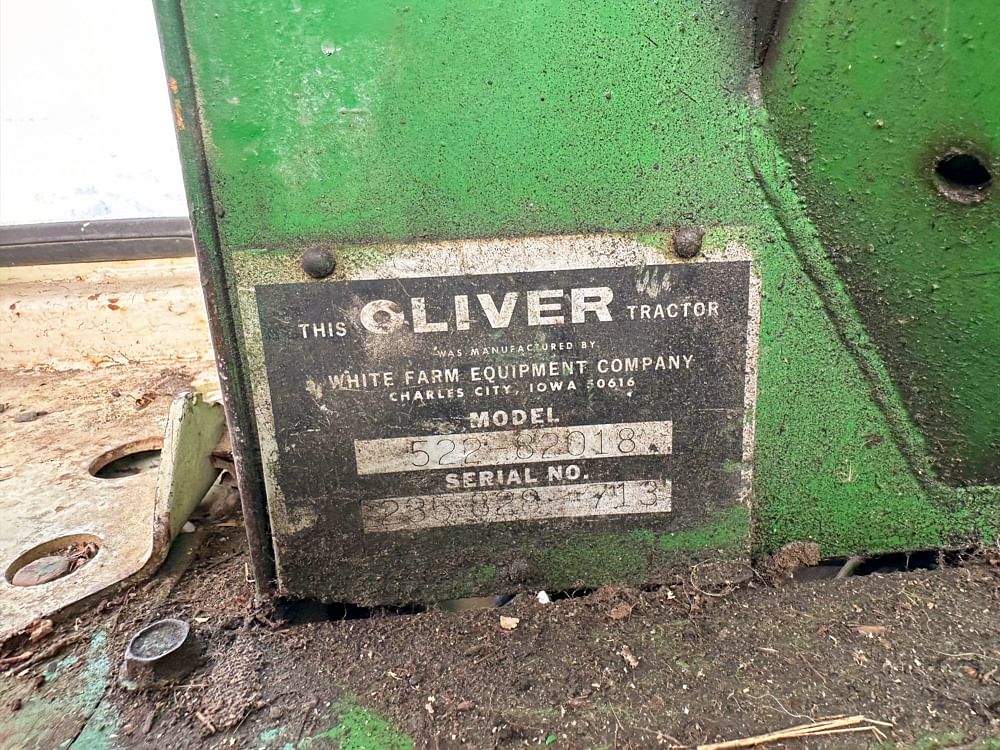 THIS OLIVER TRACTOR
WAS MANUFACTURED BY
WHITE FARM EQUIPMENT COMPANY
CHARLES CITY, IOWA 50616
MODEL
522-82018
SERIAL NO.